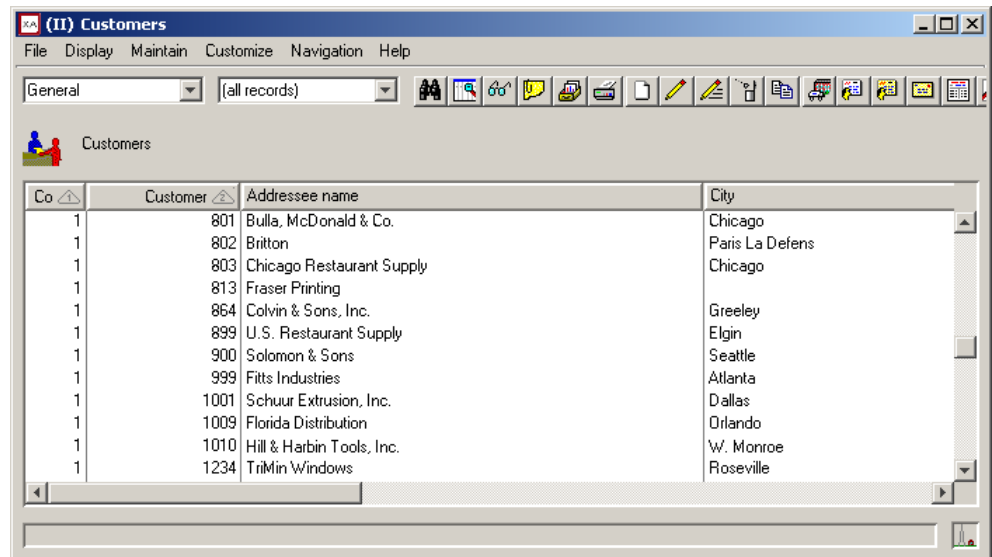 XA (II) Customers
File Display Maintain Customize Navigation Help
General (all records)
Customers
Co 1 Customer 2 Addressee name City
1 801 Bulla, McDonald & Co. Chicago
1 802 Britton Paris La Defens
1 803 Chicago Restaurant Supply Chicago
1 813 Fraser Printing
1 864 Colvin & Sons, Inc. Greeley
1 899 U.S. Restaurant Supply Elgin
1 900 Solomon & Sons Seattle
1 999 Fitts Industries Atlanta
1 1001 Schuur Extrusion, Inc. Dallas
1 1009 Florida Distribution Orlando
1 1010 Hill & Harbin Tools, Inc. W. Monroe
1 1234 TriMin Windows Roseville